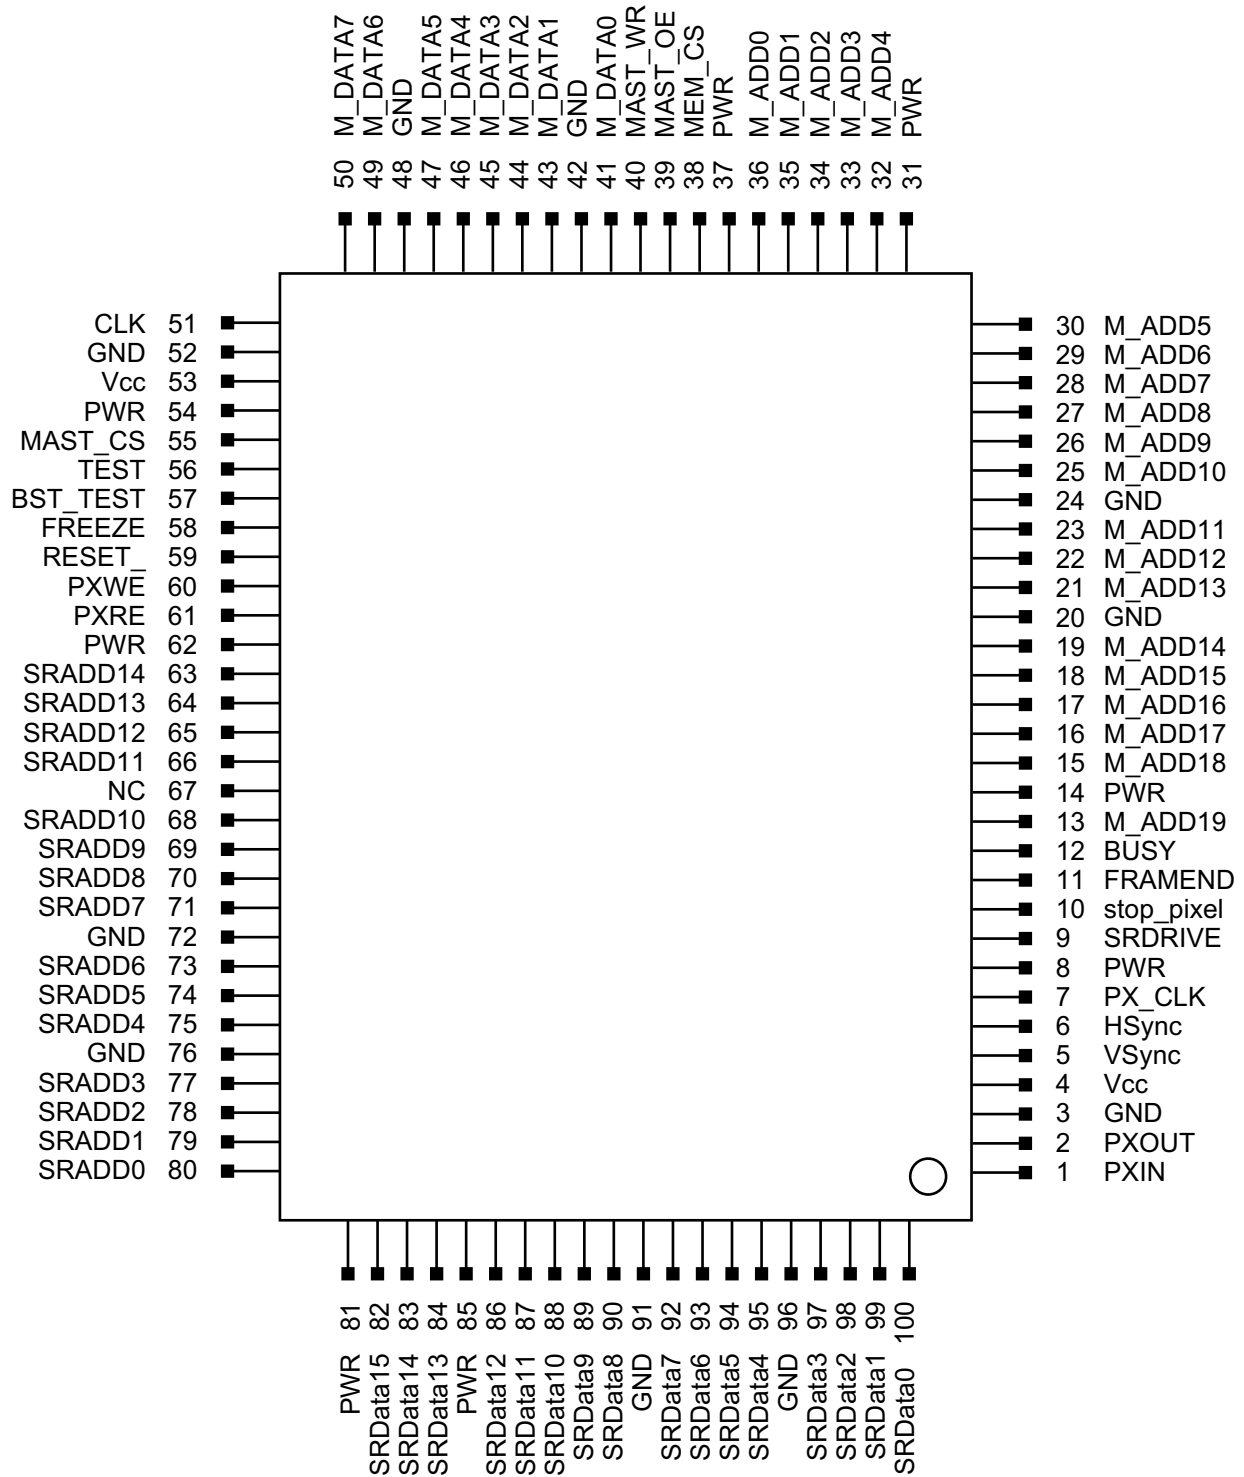 50 M_DATA7
49 M_DATA6
48 GND
47 M_DATA5
46 M_DATA4
45 M_DATA3
44 M_DATA2
43 M_DATA1
42 GND
41 M_DATA0
40 MAST_WR
39 MAST_OE
38 MEM_CS
37 PWR
36 M_ADD0
35 M_ADD1
34 M_ADD2
33 M_ADD3
32 M_ADD4
31 PWR
CLK 51
GND 52
Vcc 53
PWR 54
MAST_CS 55
TEST 56
BST_TEST 57
FREEZE 58
RESET_ 59
PXWE 60
PXRE 61
PWR 62
SRADD14 63
SRADD13 64
SRADD12 65
SRADD11 66
NC 67
SRADD10 68
SRADD9 69
SRADD8 70
SRADD7 71
GND 72
SRADD6 73
SRADD5 74
SRADD4 75
GND 76
SRADD3 77
SRADD2 78
SRADD1 79
SRADD0 80
30 M_ADD5
29 M_ADD6
28 M_ADD7
27 M_ADD8
26 M_ADD9
25 M_ADD10
24 GND
23 M_ADD11
22 M_ADD12
21 M_ADD13
20 GND
19 M_ADD14
18 M_ADD15
17 M_ADD16
16 M_ADD17
15 M_ADD18
14 PWR
13 M_ADD19
12 BUSY
11 FRAMEND
10 stop_pixel
9 SRDRIVE
8 PWR
7 PX_CLK
6 HSync
5 VSync
4 Vcc
3 GND
2 PXOUT
1 PXIN
PWR 81
SRData15 82
SRData14 83
SRData13 84
PWR 85
SRData12 86
SRData11 87
SRData10 88
SRData9 89
SRData8 90
GND 91
SRData7 92
SRData6 93
SRData5 94
SRData4 95
GND 96
SRData3 97
SRData2 98
SRData1 99
SRData0 100